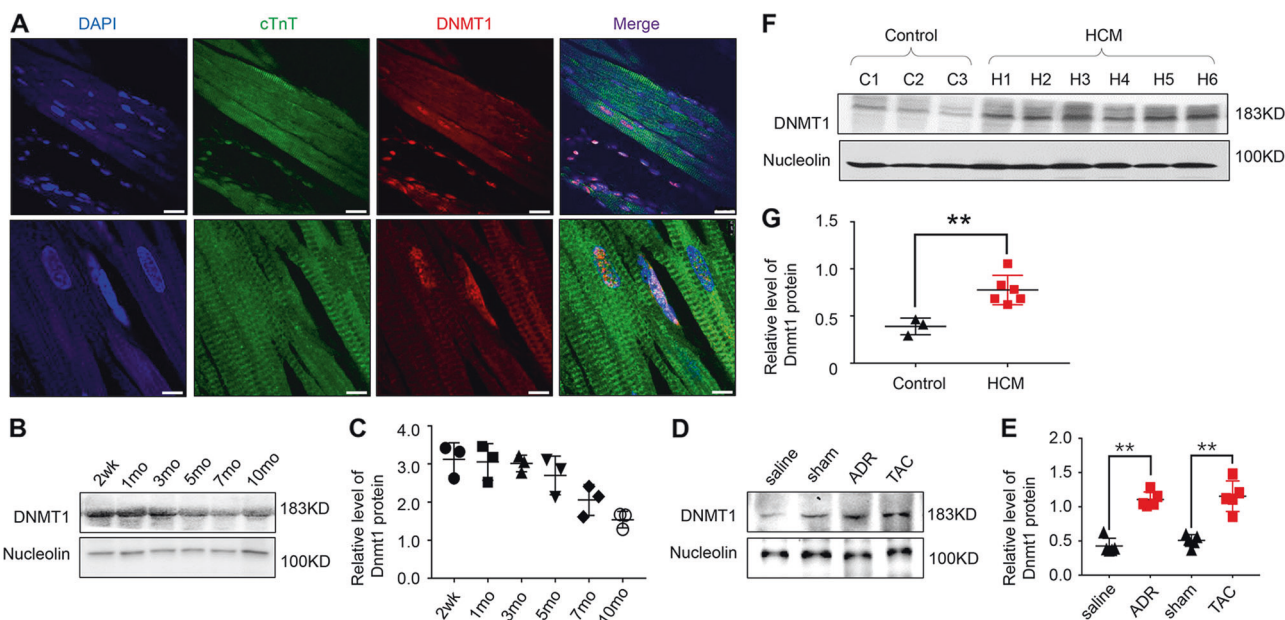 A
DAPI
cTnT
DNMT1
Merge
B
2wk
1mo
3mo
5mo
7mo
10mo
DNMT1
183KD
Nucleolin
100KD
C
Relative level of
Dnmt1 protein
4.0
3.0
2.0
1.0
0.0
2wk
1mo
3mo
5mo
7mo
10mo
D
saline
sham
ADR
TAC
DNMT1
183KD
Nucleolin
100KD
E
Relative level of
Dnmt1 protein
2.0
1.5
1.0
0.5
0.0
**
**
saline
ADR
sham
TAC
F
Control
HCM
C1 C2 C3 H1 H2 H3 H4 H5 H6
DNMT1
183KD
Nucleolin
100KD
G
Relative level of
Dnmt1 protein
1.5
1.0
0.5
0
**
Control
HCM